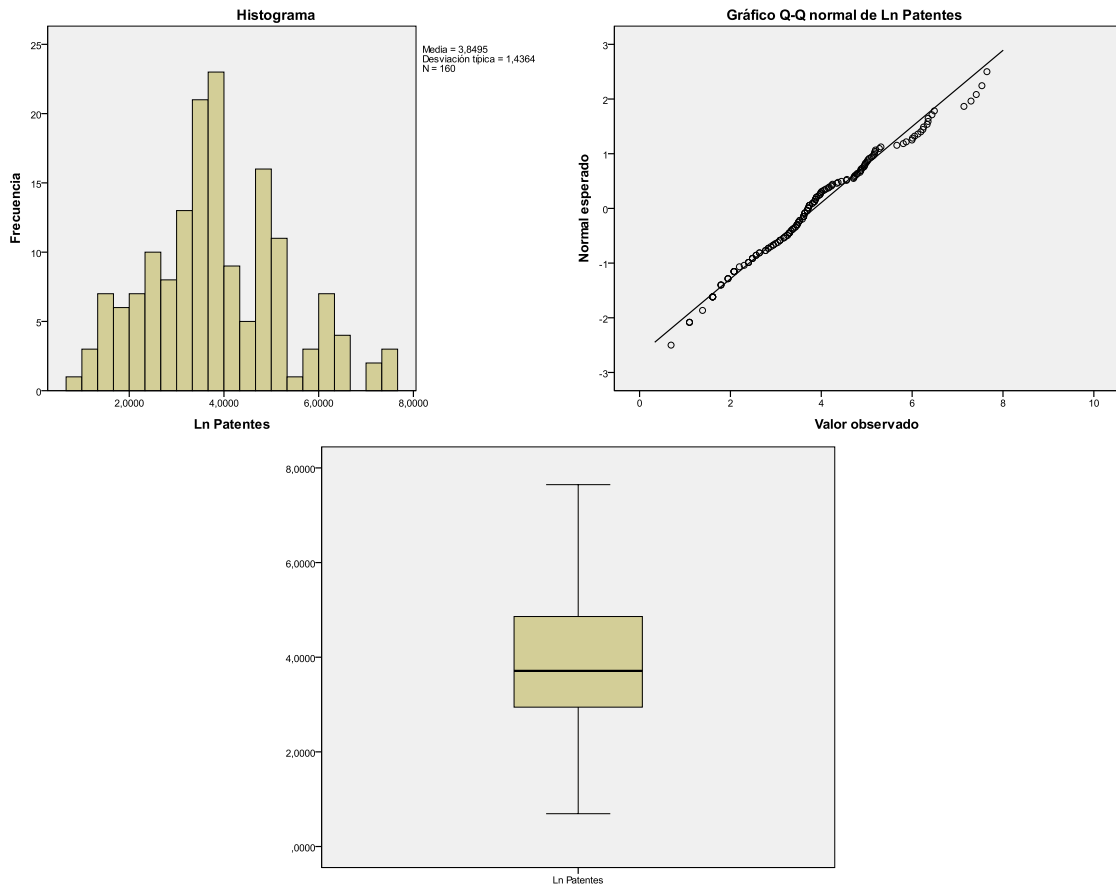 Histograma
25
20
15
10
5
0
Frecuencia
2,0000 4,0000 6,0000 8,0000
Ln Patentes
Media = 3,8495
Desviación típica = 1,4364
N = 160
Gráfico Q-Q normal de Ln Patentes
3
2
1
0
-1
-2
-3
Normal esperado
0 2 4 6 8 10
Valor observado
8,0000
6,0000
4,0000
2,0000
,0000
Ln Patentes